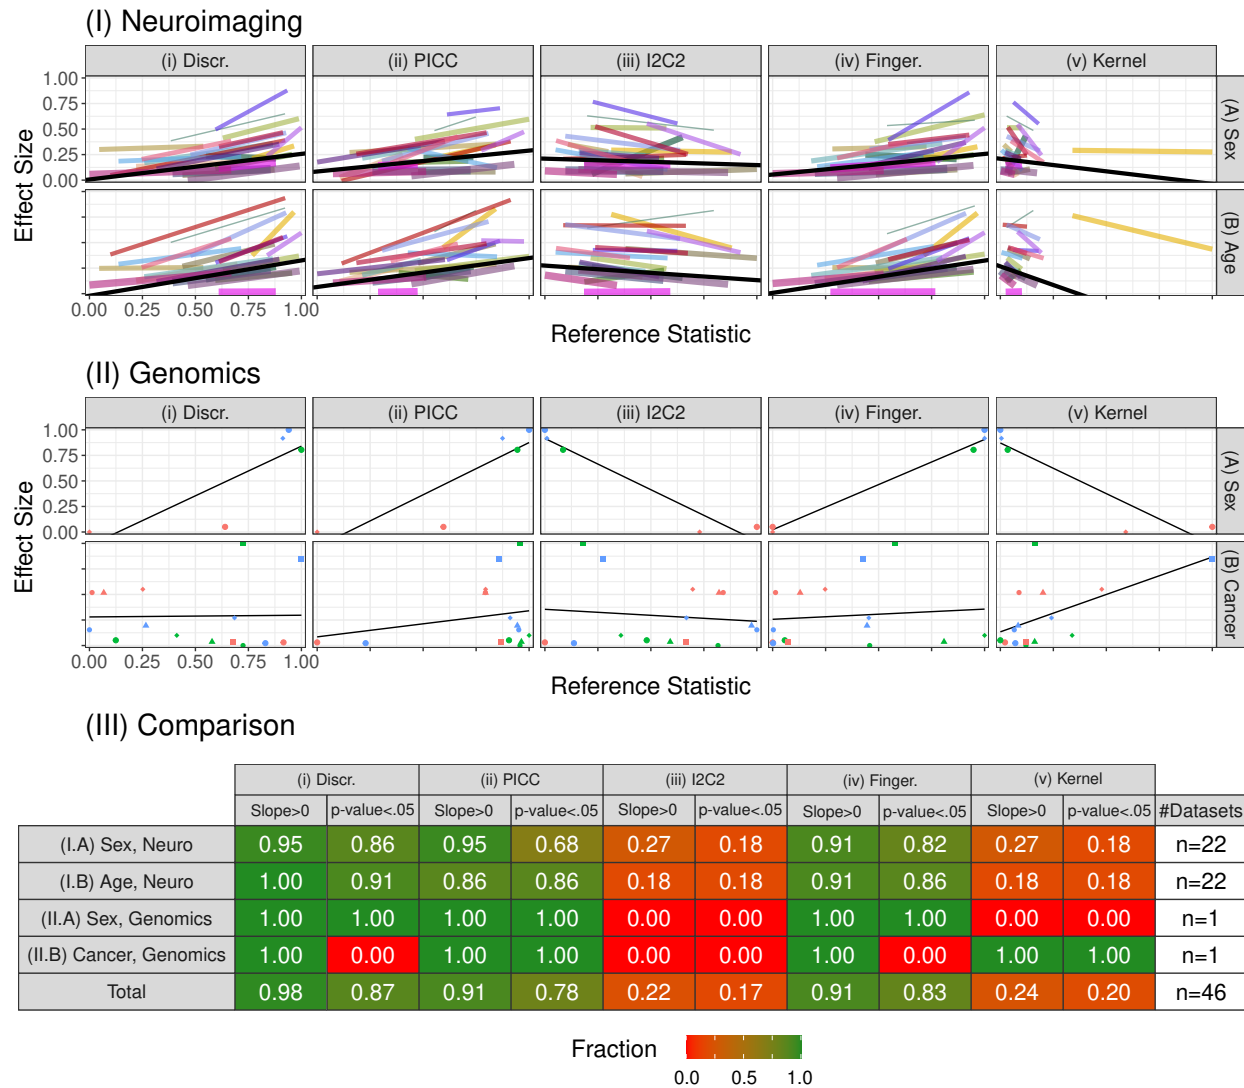 (I) Neuroimaging
(i) Discr. (ii) PICC (iii) I2C2 (iv) Finger. (v) Kernel
1.00
0.75
0.50
0.25
0.00
Effect Size
(A) Sex
(B) Age
0.00 0.25 0.50 0.75 1.00
Reference Statistic
(II) Genomics
(i) Discr. (ii) PICC (iii) I2C2 (iv) Finger. (v) Kernel
1.00
0.75
0.50
0.25
0.00
Effect Size
(A) Sex
(B) Cancer
0.00 0.25 0.50 0.75 1.00
Reference Statistic
(III) Comparison
(i) Discr. (ii) PICC (iii) I2C2 (iv) Finger. (v) Kernel
Slope>0 p-value<.05 Slope>0 p-value<.05 Slope>0 p-value<.05 Slope>0 p-value<.05 Slope>0 p-value<.05 #Datasets
(I.A) Sex, Neuro 0.95 0.86 0.95 0.68 0.27 0.18 0.91 0.82 0.27 0.18 n=22
(I.B) Age, Neuro 1.00 0.91 0.86 0.86 0.18 0.18 0.91 0.86 0.18 0.18 n=22
(II.A) Sex, Genomics 1.00 1.00 1.00 1.00 0.00 0.00 1.00 1.00 0.00 0.00 n=1
(II.B) Cancer, Genomics 1.00 0.00 1.00 1.00 0.00 0.00 1.00 0.00 1.00 1.00 n=1
Total 0.98 0.87 0.91 0.78 0.22 0.17 0.91 0.83 0.24 0.20 n=46
Fraction
0.0 0.5 1.0